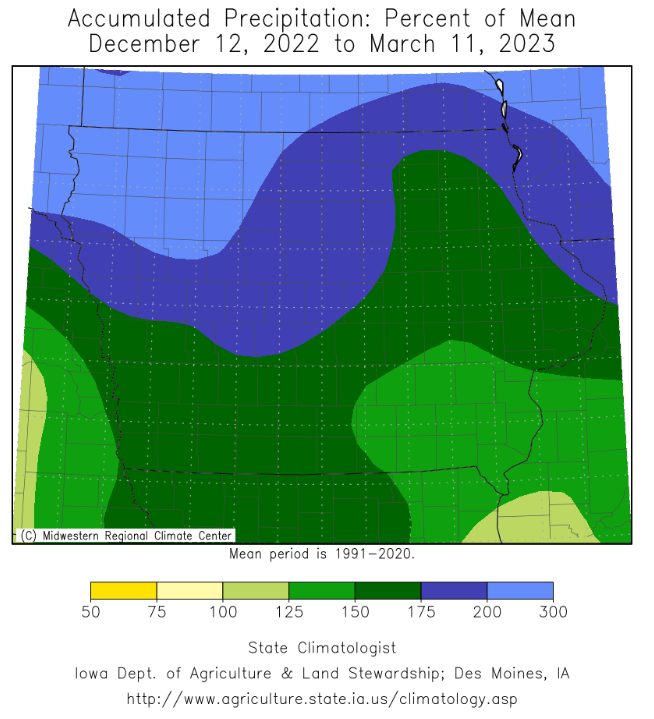 Accumulated Precipitation: Percent of Mean
December 12, 2022 to March 11, 2023
(C) Midwestern Regional Climate Center
Mean period is 1991-2020.
50 75 100 125 150 175 200 300
State Climatologist
Iowa Dept. of Agriculture & Land Stewardship; Des Moines, IA
http://www.agriculture.state.ia.us/climatology.asp